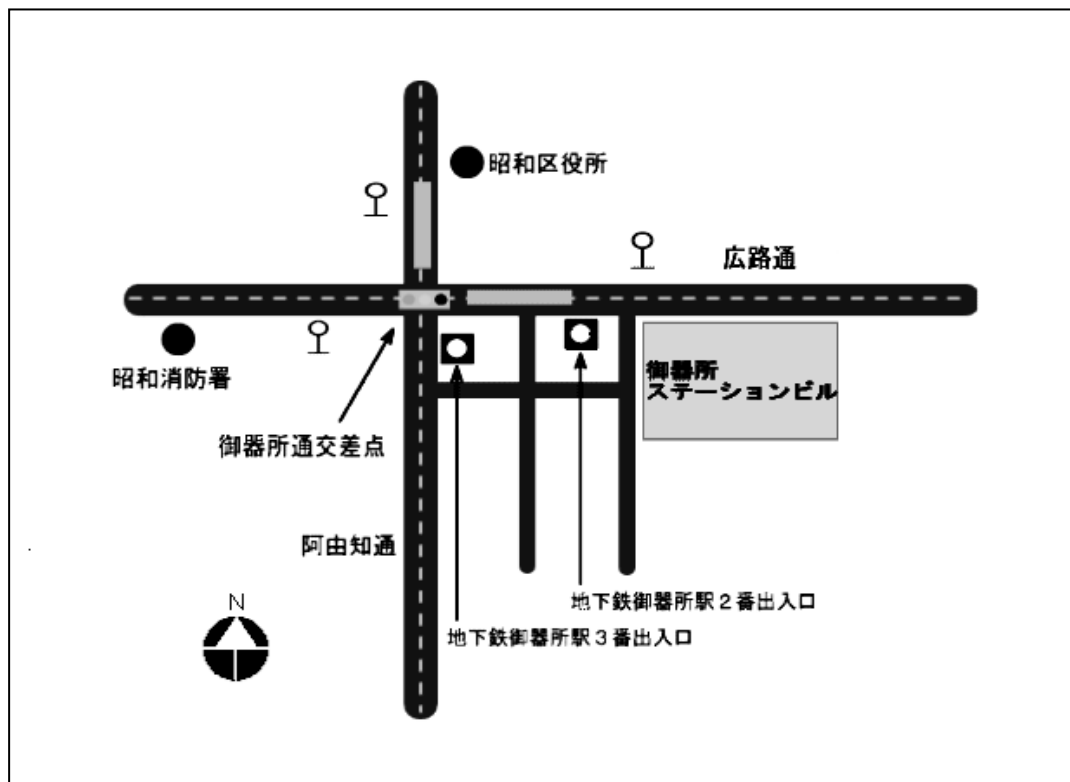 昭和区役所
広路通
昭和消防署
御器所
ステーションビル
御器所通交差点
阿由知通
地下鉄御器所駅2番出入口
N
地下鉄御器所駅3番出入口